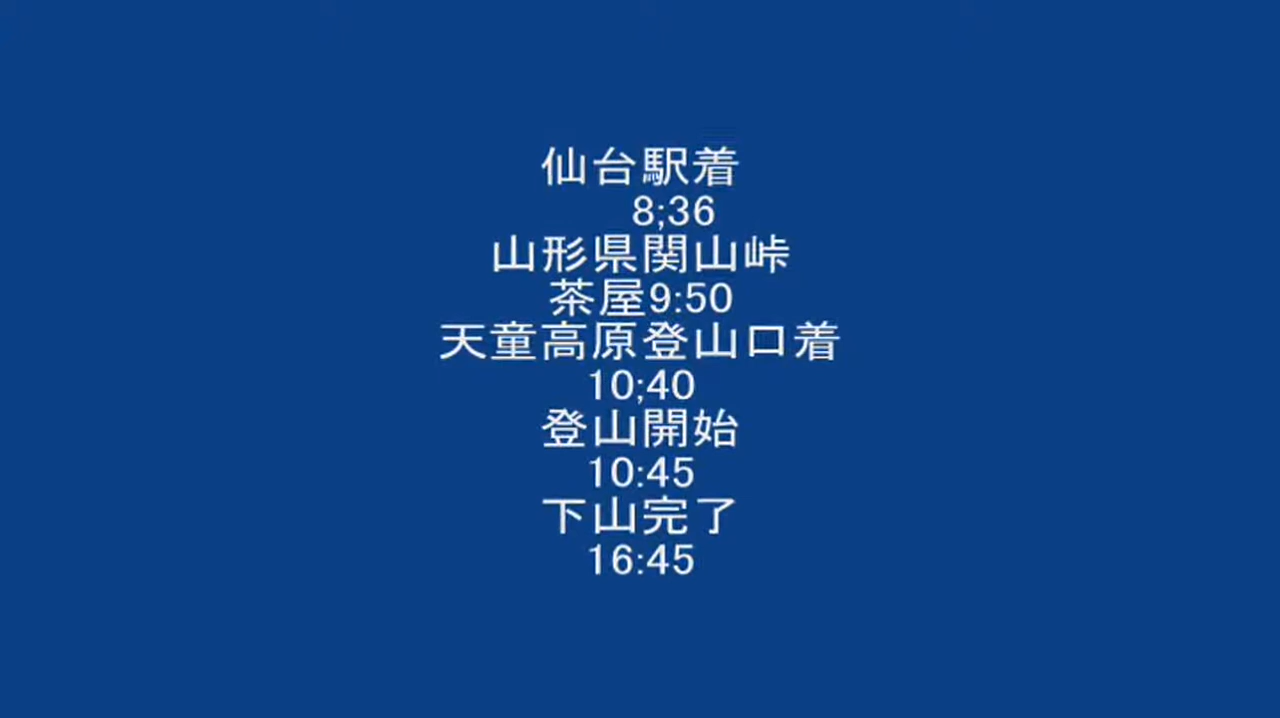 仙台駅着
8;36
山形県関山峠
茶屋9:50
天童高原登山口着
10;40
登山開始
10:45
下山完了
16:45